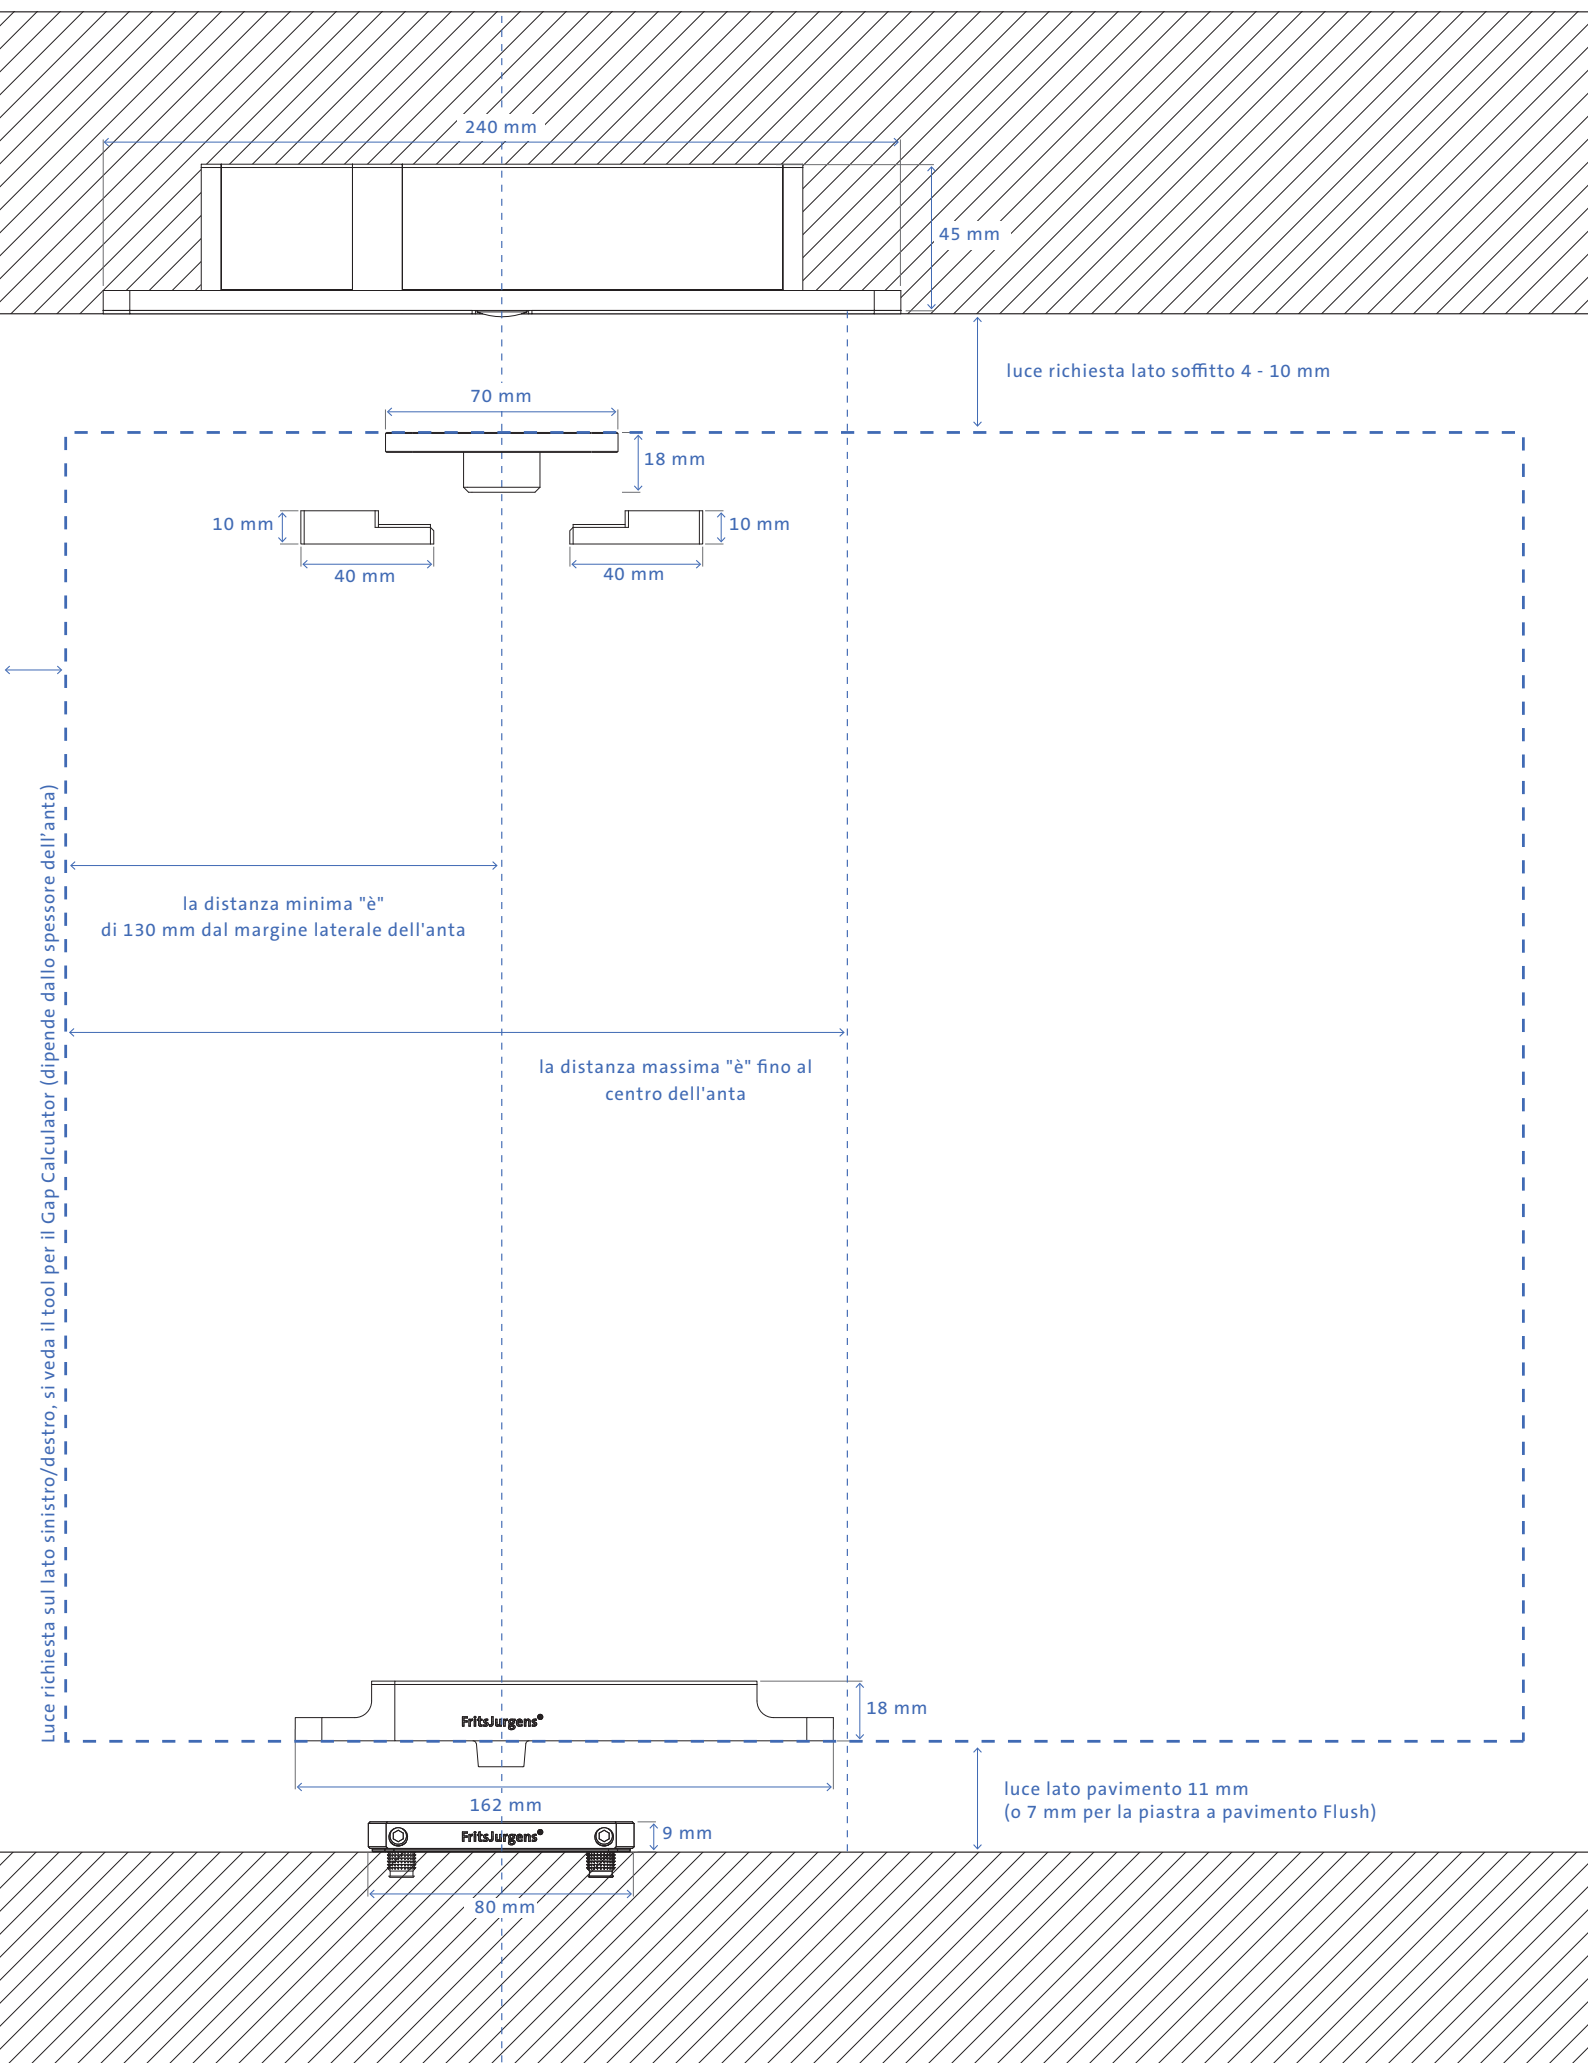 240 mm
45 mm
luce richiesta lato soffitto 4 - 10 mm
70 mm
18 mm
10 mm
10 mm
40 mm
40 mm
la distanza minima "è"
di 130 mm dal margine laterale dell'anta
la distanza massima "è" fino al
centro dell'anta
Luce richiesta sul lato sinistro/destro, si veda il tool per il Gap Calculator (dipende dallo spessore dell'anta)
18 mm
FritsJurgens®
luce lato pavimento 11 mm
(o 7 mm per la piastra a pavimento Flush)
162 mm
FritsJurgens®
9 mm
80 mm